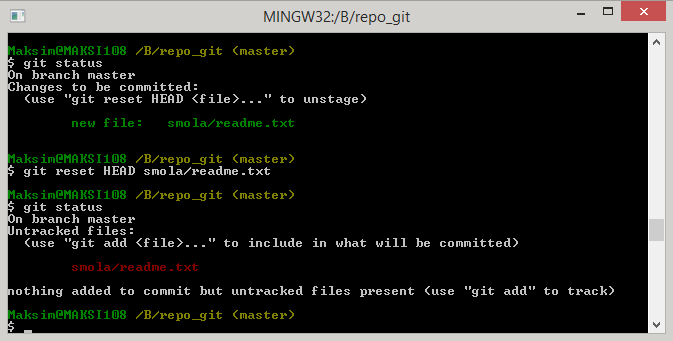 MINGW32:/B/repo_git
Maksim@MAKSI108 /B/repo_git (master)
$ git status
On branch master
Changes to be committed:
  (use "git reset HEAD <file>..." to unstage)
        new file:   smola/readme.txt
Maksim@MAKSI108 /B/repo_git (master)
$ git reset HEAD smola/readme.txt
Maksim@MAKSI108 /B/repo_git (master)
$ git status
On branch master
Untracked files:
  (use "git add <file>..." to include in what will be committed)
        smola/readme.txt
nothing added to commit but untracked files present (use "git add" to track)
Maksim@MAKSI108 /B/repo_git (master)
$ _